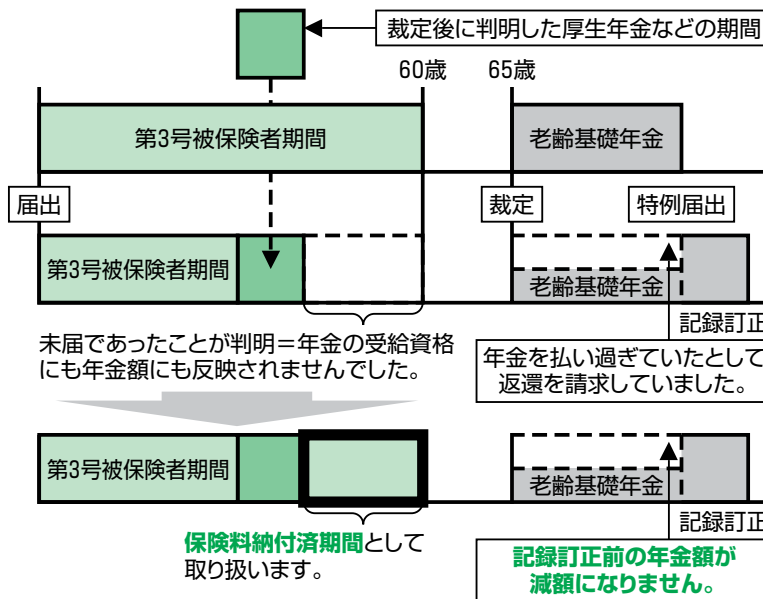 裁定後に判明した厚生年金などの期間
60歳
65歳
第3号被保険者期間
老齢基礎年金
届出
裁定
特例届出
第3号被保険者期間
老齢基礎年金
記録訂正
未届であったことが判明＝年金の受給資格
にも年金額にも反映されませんでした。
年金を払い過ぎていたとして
返還を請求していました。
第3号被保険者期間
老齢基礎年金
記録訂正
保険料納付済期間として
取り扱います。
記録訂正前の年金額が
減額になりません。